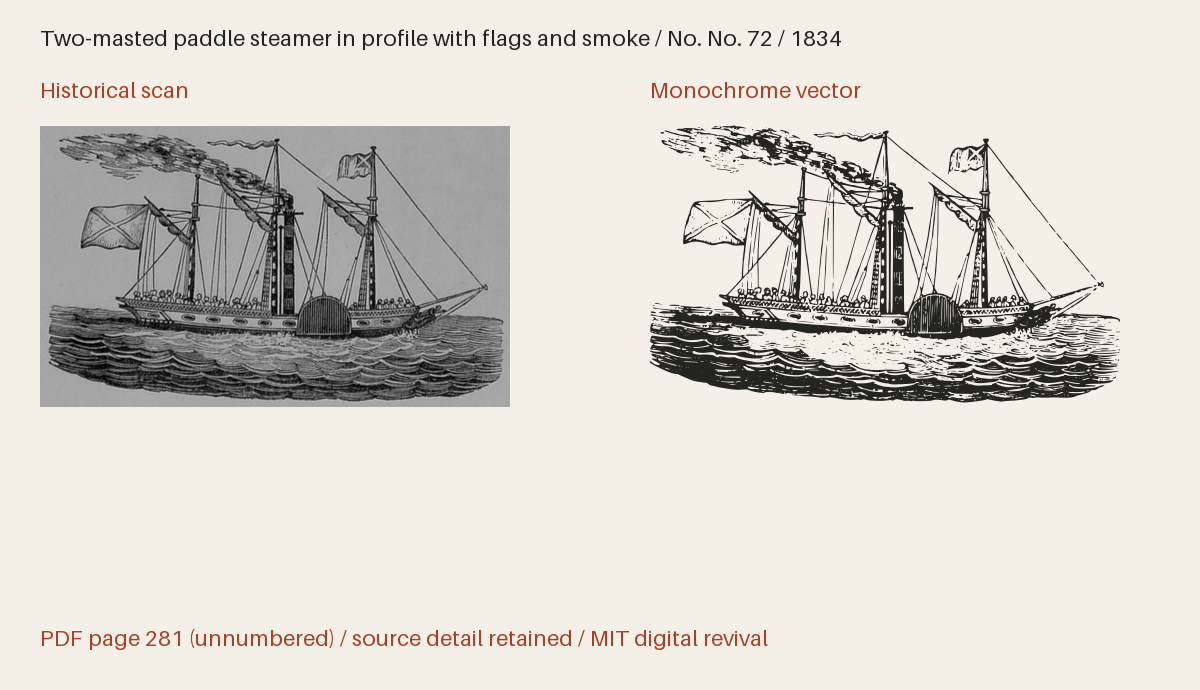 Two-masted paddle steamer in profile with flags and smoke / No. No. 72 / 1834
Historical scan
Monochrome vector
PDF page 281 (unnumbered) / source detail retained / MIT digital revival